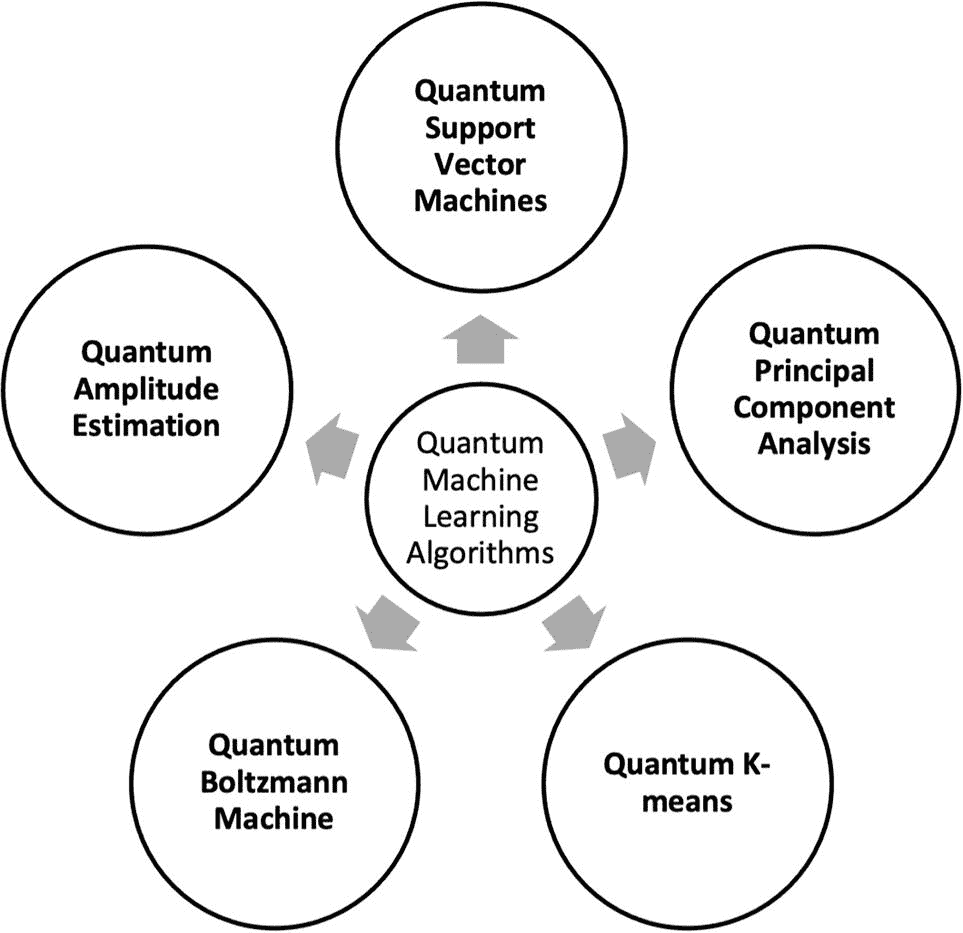 Quantum
Support
Vector
Machines
Quantum
Amplitude
Estimation
Quantum
Principal
Component
Analysis
Quantum
Machine
Learning
Algorithms
Quantum
Boltzmann
Machine
Quantum K-
means